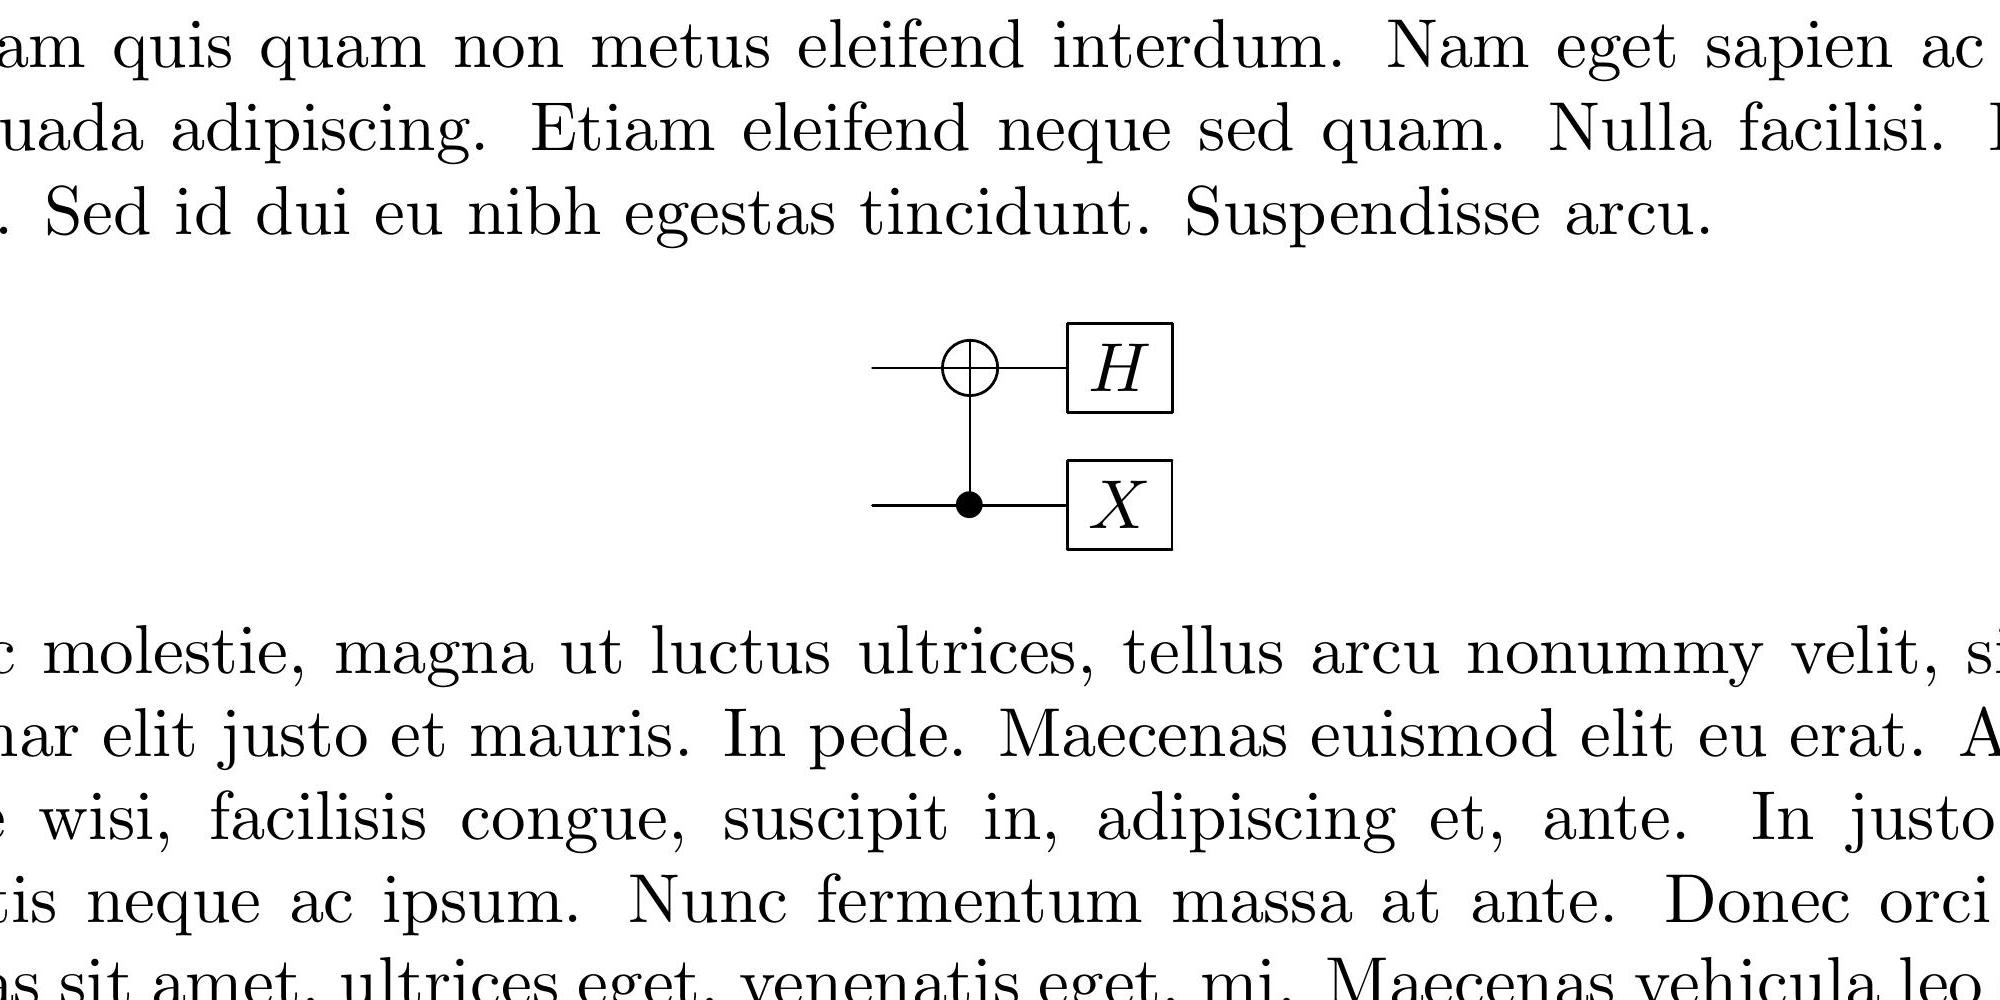 am quis quam non metus eleifend interdum. Nam eget sapien ac
uada adipiscing. Etiam eleifend neque sed quam. Nulla facilisi.
. Sed id dui eu nibh egestas tincidunt. Suspendisse arcu.
H
X
c molestie, magna ut luctus ultrices, tellus arcu nonummy velit, si
nar elit justo et mauris. In pede. Maecenas euismod elit eu erat. A
e wisi, facilisis congue, suscipit in, adipiscing et, ante. In justo
tis neque ac ipsum. Nunc fermentum massa at ante. Donec orci
as sit amet, ultrices eget, venenatis eget, mi. Maecenas vehicula leo